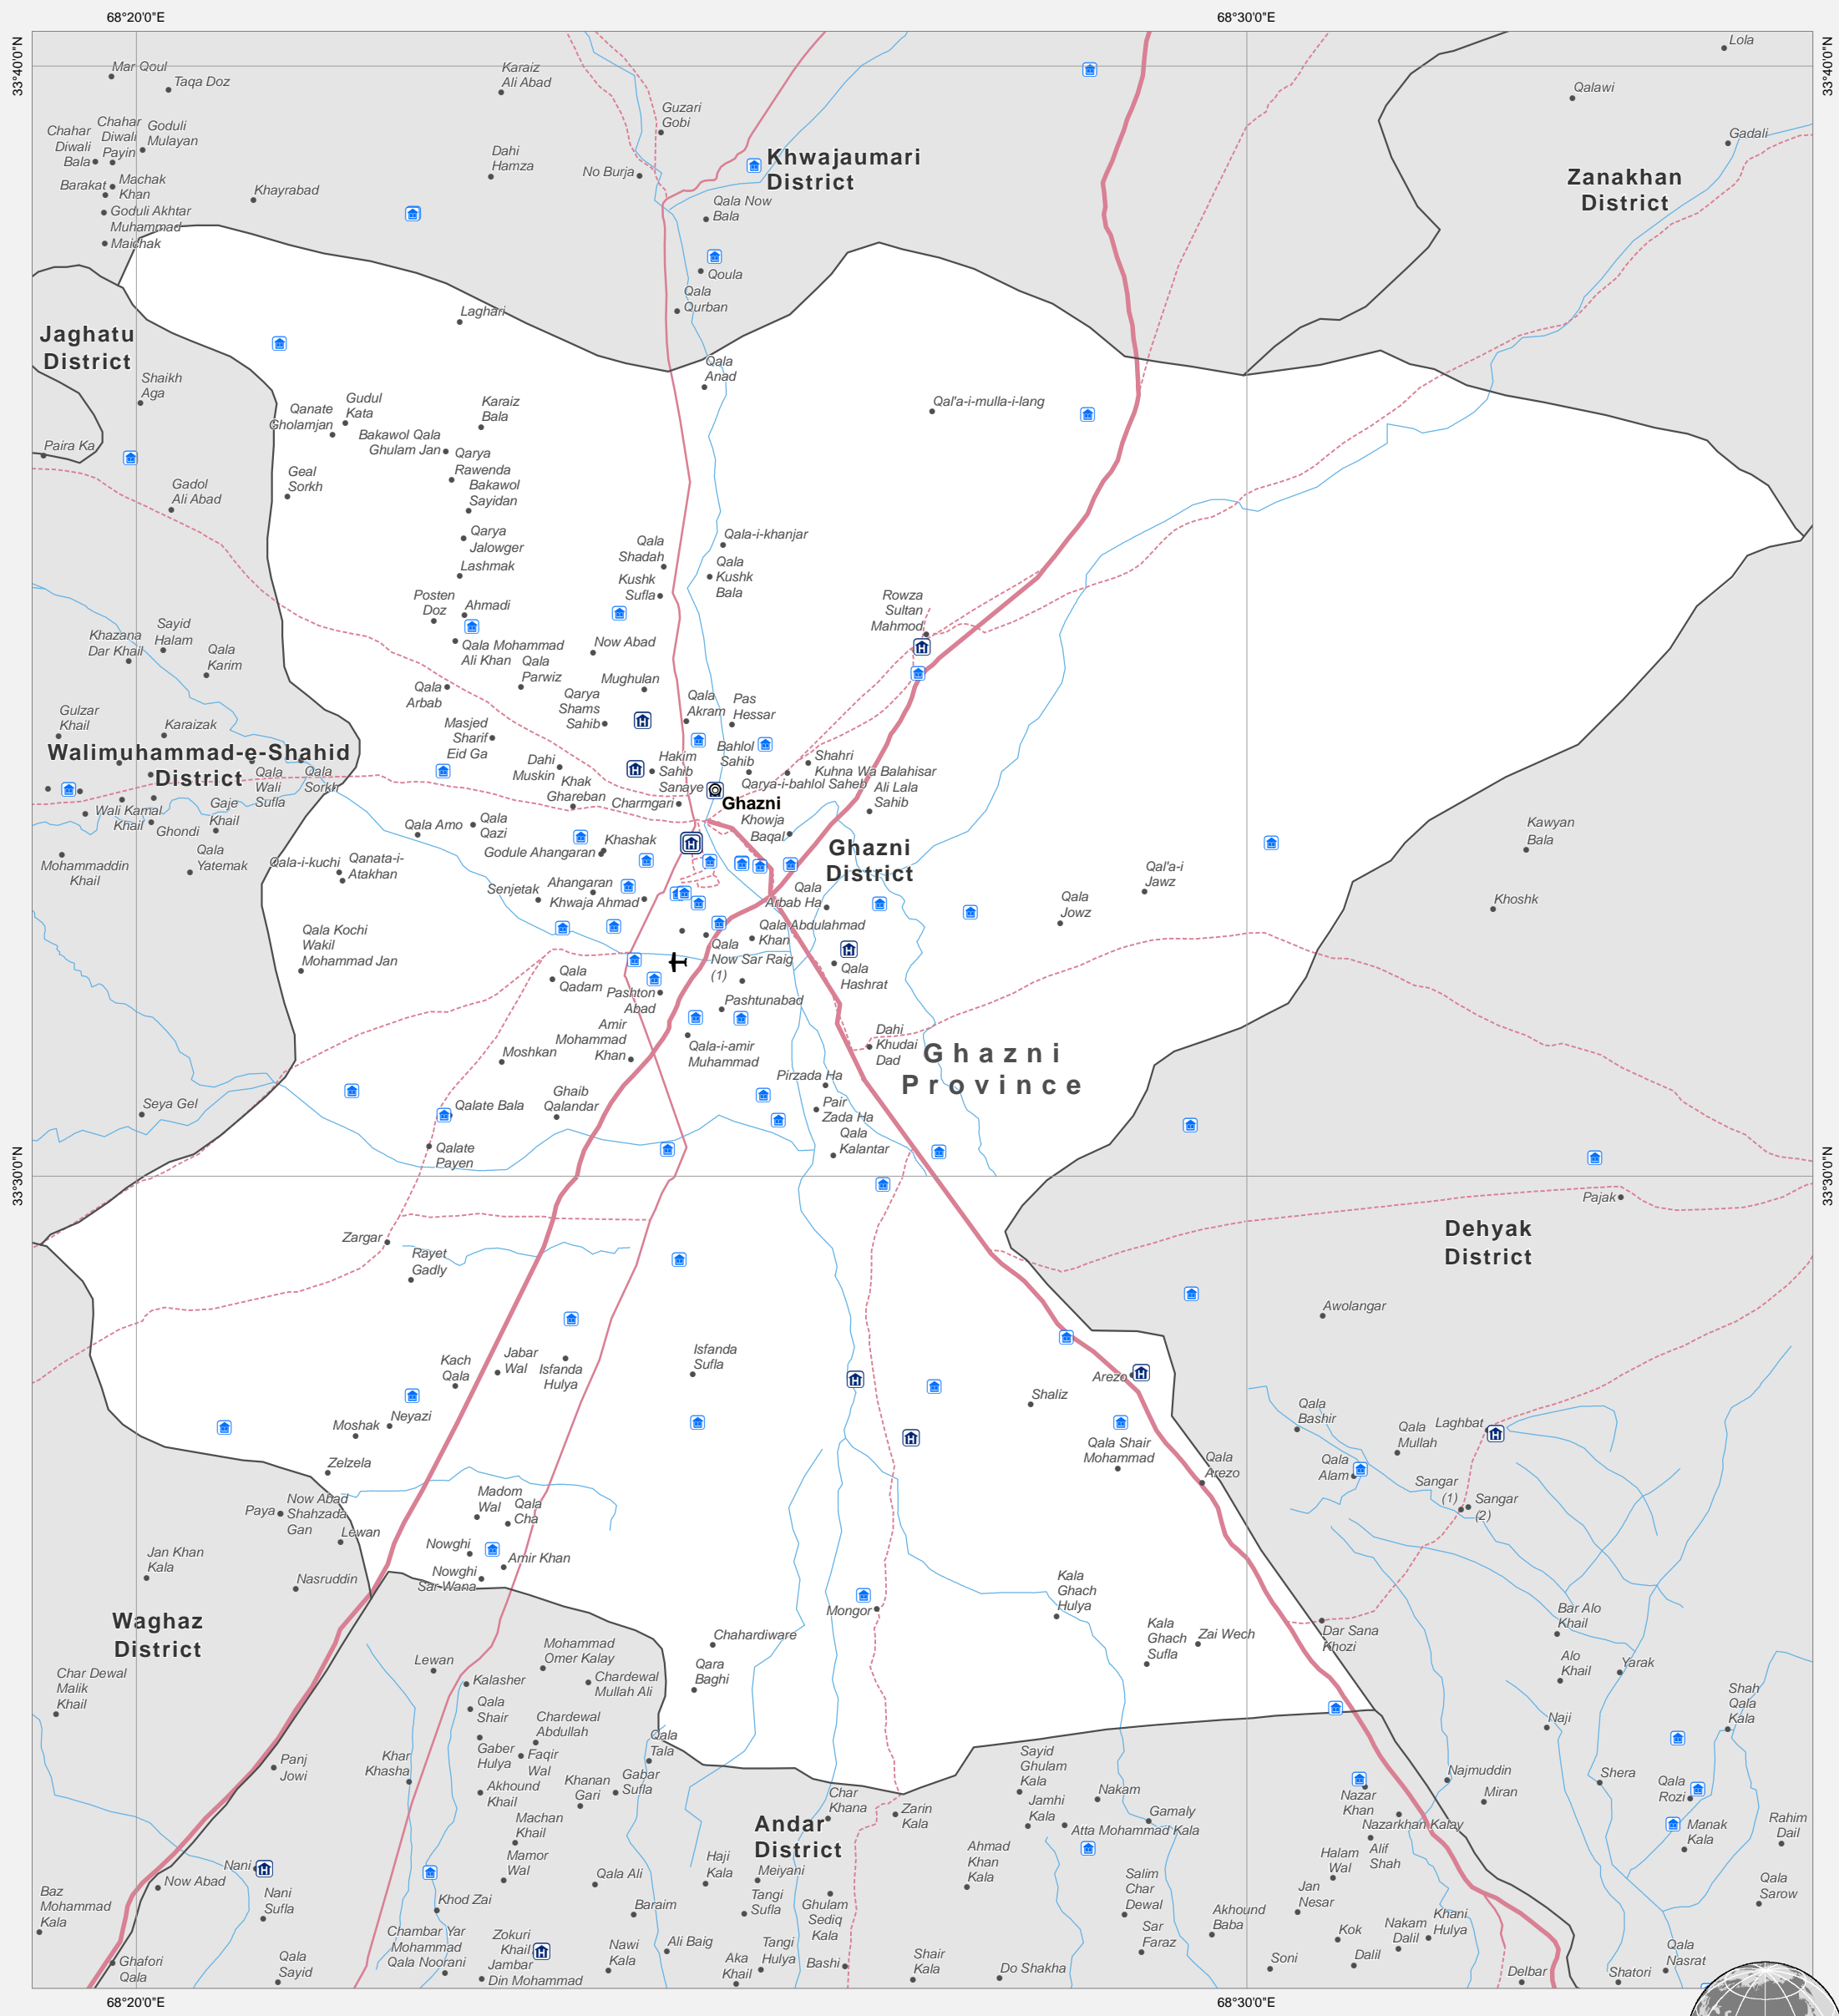 68°20'0"E
68°30'0"E
33°40'0"N
33°40'0"N
Lola
Mar Qoul
Taqa Doz
Karaiz
Ali Abad
Qalawi
Guzari
Gobi
Chahar
Diwali
Bala
Chahar
Diwali
Payin
Goduli
Mulayan
Gadali
Dahi
Hamza
No Burja
Khwajaumari
District
Zanakhan
District
Barakat
Machak
Khan
Khayrabad
Goduli Akhtar
Muhammad
Maichak
Qala Now
Bala
Qoula
Qala
Qurban
Laghari
Jaghatu
District
Qala
Anad
Shaikh
Aga
Qanate
Gholamjan
Gudul
Kata
Karaiz
Bala
Qal'a-i-mulla-i-lang
Bakawol Qala
Ghulam Jan
Paira Ka
Qarya
Rawenda
Bakawol
Sayidan
Geal
Sorkh
Gadol
Ali Abad
Qarya
Jalowger
Qala
Shadah
Qala-i-khanjar
Lashmak
Kushk
Sufla
Qala
Kushk
Bala
Posten
Doz
Ahmadi
Rowza
Sultan
Mahmod
Khazana
Dar Khail
Sayid
Halam
Qala
Karim
Qala Mohammad
Ali Khan
Now Abad
Qala
Parwiz
Mughulan
Qala
Arbab
Qarya
Shams
Sahib
Qala
Akram
Pas
Hessar
Gulzar
Khail
Karaizak
Masjed
Sharif
Eid Ga
Walimuhammad-e-Shahid
District
Qala
Wali
Sufla
Qala
Sorkh
Dahi
Muskin
Khak
Ghareban
Hakim
Sahib
Sanaye
Bahlol
Sahib
Shahri
Kuhna Wa Balahisar
Qarya-i-bahlol Saheb
Ali Lala
Sahib
Charmgari
Ghazni
Khowja
Baqal
Wali Kamal
Khail
Ghondi
Gaje
Khail
Qala
Yatemak
Mohammaddin
Khail
Qala Amo
Qala
Qazi
Godule Ahangaran
Khashak
Ghazni
District
Kawyan
Bala
Qala-i-kuchi
Qanata-i-
Atakhan
Senjetak
Ahangaran
Khwaja Ahmad
Qala
Arbab Ha
Qal'a-i
Jawz
Qala
Jowz
Khoshk
Qala Kochi
Wakil
Mohammad Jan
Qala Abdulahmad
Khan
Qala
Now Sar Raig
(1)
Qala
Hashrat
Qala
Qadam
Pashton
Abad
Pashtunabad
Amir
Mohammad
Khan
Qala-i-amir
Muhammad
Dahi
Khudai
Dad
Ghazni
Province
Moshkan
Pirzada Ha
Pair
Zada Ha
Seya Gel
Qalate Bala
Ghaib
Qalandar
Qala
Kalantar
Qalate
Payen
33°30'0"N
33°30'0"N
Pajak
Dehyak
District
Zargar
Rayet
Gadly
Awolangar
Isfanda
Sufla
Jabar
Wal
Isfanda
Hulya
Kach
Qala
Arezo
Shaliz
Neyazi
Moshak
Qala
Bashir
Qala
Mullah
Laghbat
Qala Shair
Mohammad
Qala
Arezo
Qala
Alam
Zelzela
Sangar
(1)
Sangar
(2)
Paya
Now Abad
Shahzada
Gan
Madom
Wal
Qala
Cha
Lewan
Nowghi
Amir Khan
Nowghi
Sar Wana
Jan Khan
Kala
Nasruddin
Waghaz
District
Mongor
Kala
Ghach
Hulya
Kala
Ghach
Sufla
Zai Wech
Dar Sana
Khozi
Bar Alo
Khail
Alo
Khail
Yarak
Chahardiware
Mohammad
Omer Kalay
Chardewal
Mullah Ali
Lewan
Kalasher
Qara
Baghi
Char Dewal
Malik
Khail
Shah
Qala
Kala
Naji
Qala
Shair
Chardewal
Abdullah
Qala
Tala
Gaber
Hulya
Faqir
Wal
Panj
Jowi
Khar
Khasha
Akhound
Khail
Khanan
Gari
Gabar
Sufla
Sayid
Ghulam
Kala
Najmuddin
Miran
Shera
Qala
Rozi
Andar
District
Char
Khana
Zarin
Kala
Jamhi
Kala
Nakam
Gamaly
Atta Mohammad Kala
Nazar
Khan
Nazarkhan Kalay
Manak
Kala
Rahim
Dail
Machan
Khail
Mamor
Wal
Ahmad
Khan
Kala
Halam
Wal
Alif
Shah
Nani
Now Abad
Nani
Sufla
Qala Ali
Haji
Kala
Meiyani
Tangi
Sufla
Ghulam
Sediq
Kala
Salim
Char
Dewal
Jan
Nesar
Qala
Sarow
Baz
Mohammad
Kala
Khod Zai
Baraim
Akhound
Baba
Khani
Hulya
Nakam
Dalil
Kok
Chambar Yar
Mohammad
Qala Noorani
Zokuri
Khail
Jambar
Din Mohammad
Nawi
Kala
Ali Baig
Aka
Khail
Tangi
Hulya
Bashi
Shair
Kala
Do Shakha
Sar
Faraz
Soni
Dalil
Delbar
Shatori
Qala
Nasrat
Ghafori
Qala
Qala
Sayid
68°20'0"E
68°30'0"E